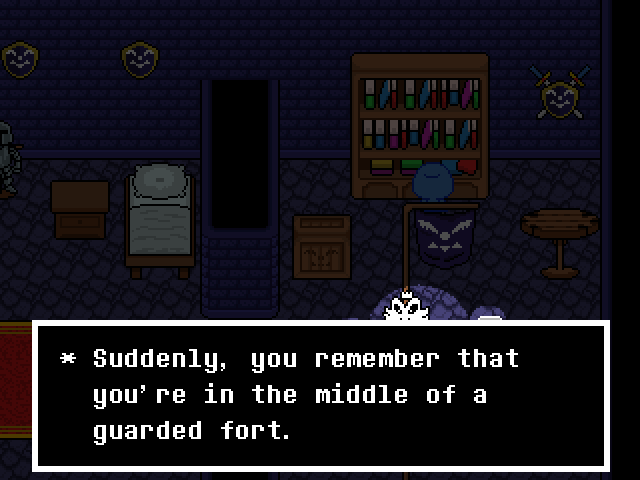 * Suddenly, you remember that
you're in the middle of a
guarded fort.